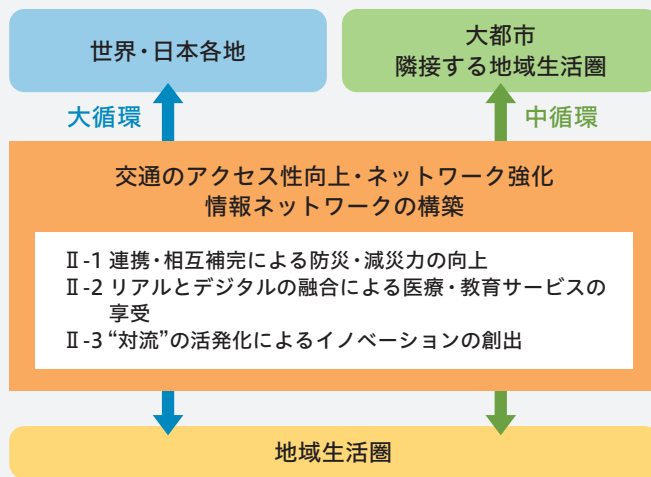 世界・日本各地
大都市
隣接する地域生活圏
大循環
中循環
交通のアクセス性向上・ネットワーク強化
情報ネットワークの構築
Ⅱ-1 連携・相互補完による防災・減災力の向上
Ⅱ-2 リアルとデジタルの融合による医療・教育サービスの
享受
Ⅱ-3 “対流”の活発化によるイノベーションの創出
地域生活圏